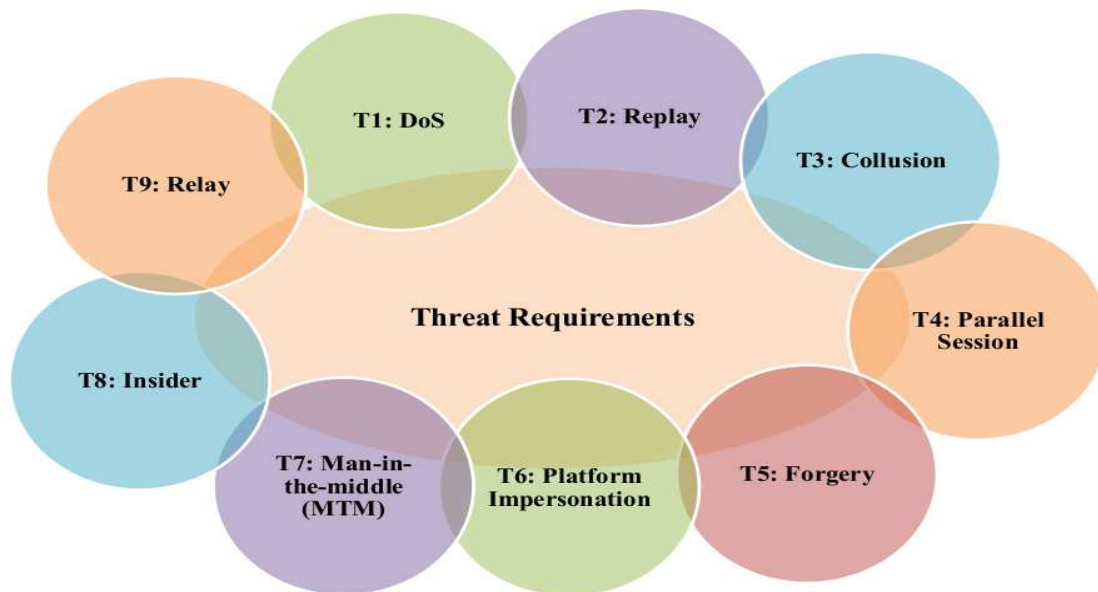 T1: DoS
T2: Replay
T3: Collusion
T9: Relay
Threat Requirements
T4: Parallel
Session
T8: Insider
T7: Man-in-
the-middle
(MTM)
T6: Platform
Impersonation
T5: Forgery